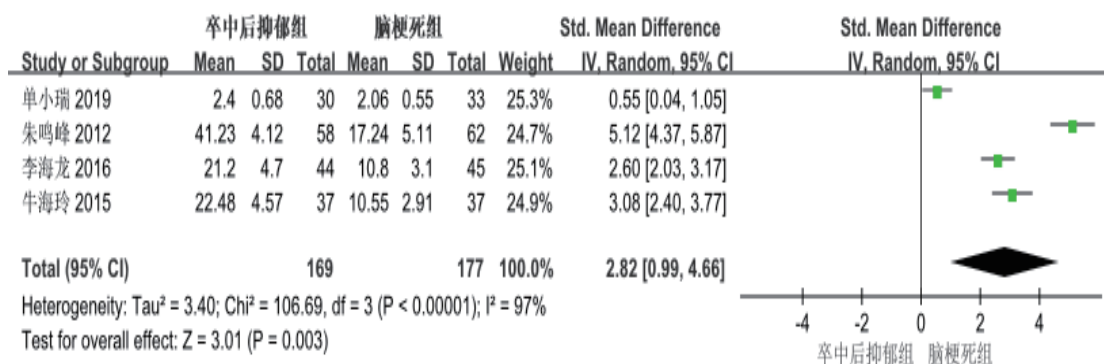 卒中后抑郁组 脑梗死组 Std. Mean Difference Std. Mean Difference
Study or Subgroup Mean SD Total Mean SD Total Weight IV, Random, 95% CI IV, Random, 95% CI
单小瑞 2019 2.4 0.68 30 2.06 0.55 33 25.3% 0.55 [0.04, 1.05]
朱鸣峰 2012 41.23 4.12 58 17.24 5.11 62 24.7% 5.12 [4.37, 5.87]
李海龙 2016 21.2 4.7 44 10.8 3.1 45 25.1% 2.60 [2.03, 3.17]
牛海玲 2015 22.48 4.57 37 10.55 2.91 37 24.9% 3.08 [2.40, 3.77]
Total (95% CI) 169 177 100.0% 2.82 [0.99, 4.66]
Heterogeneity: Tau² = 3.40; Chi² = 106.69, df = 3 (P < 0.00001); I² = 97%
Test for overall effect: Z = 3.01 (P = 0.003)
-4 -2 0 2 4
卒中后抑郁组 脑梗死组